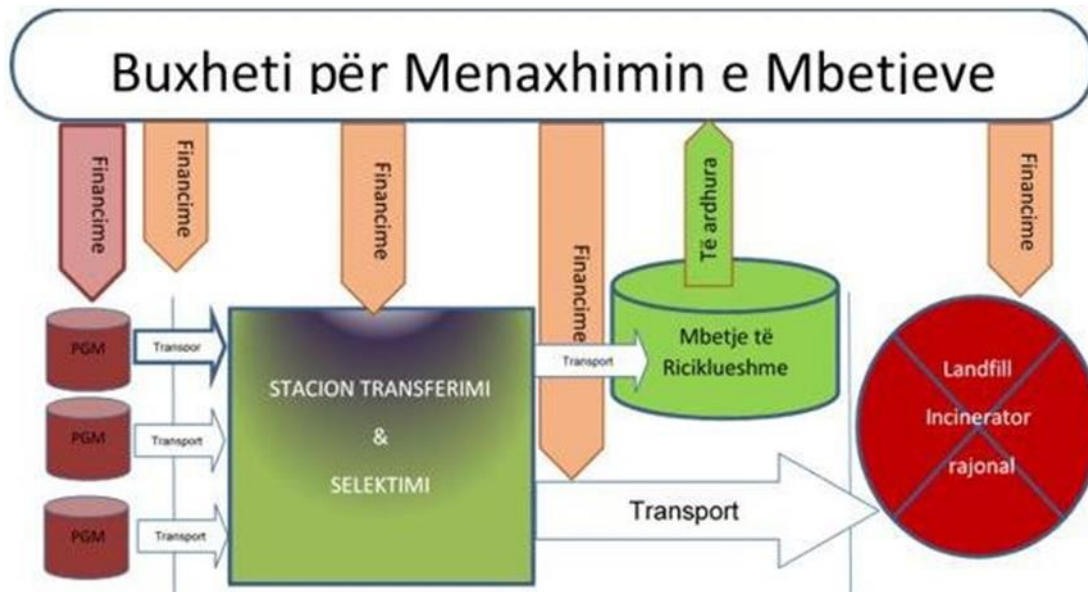 Buxheti për Menaxhimin e Mbetjeve
Financime
Financime
Financime
Financime
Të ardhura
Financime
PGM
Transpor
PGM
Transport
PGM
Transport
STACION TRANSFERIMI
&
SELEKTIMI
Transport
Mbetje të
Riciklueshme
Transport
Landfill
Incinerator
rajonal